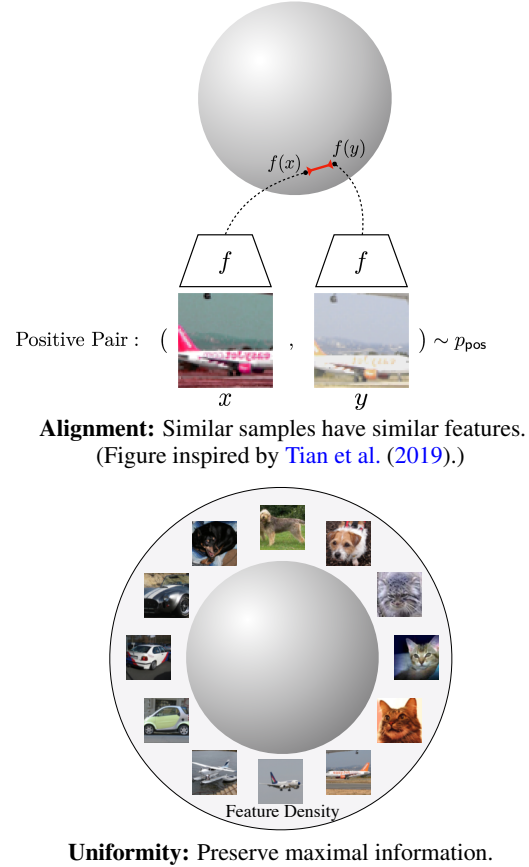 f(x) f(y)
f f
Positive Pair : ( , ) ∼ p_pos
x y
Alignment: Similar samples have similar features.
(Figure inspired by Tian et al. (2019).)
Feature Density
Uniformity: Preserve maximal information.